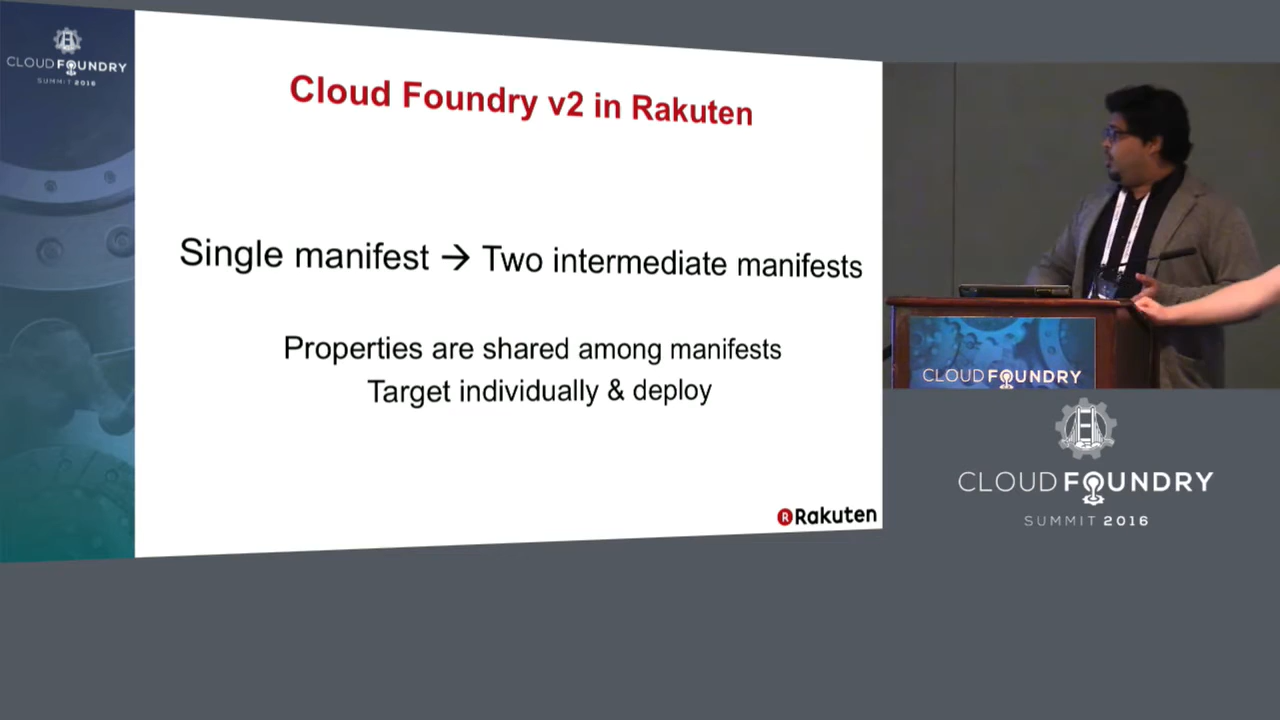 CLOUD FOUNDRY
SUMMIT 2016
Cloud Foundry v2 in Rakuten
Single manifest → Two intermediate manifests
Properties are shared among manifests
Target individually & deploy
R Rakuten
CLOUD FOUNDRY
CLOUD FOUNDRY
SUMMIT 2016